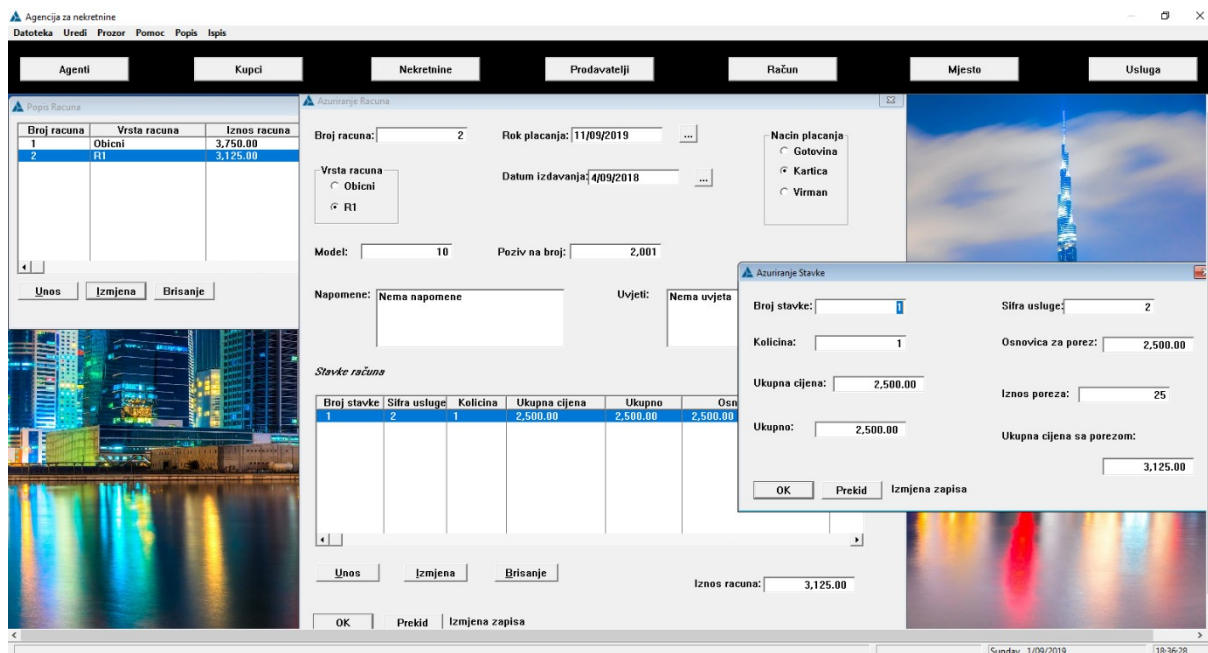 Agencija za nekretnine
Datoteka Uredi Prozor Pomoc Popis Ispis
Agenti Kupci Nekretnine Prodavatelji Račun Mjesto Usluga
Popis Racuna
Broj racuna Vrsta racuna Iznos racuna
1 Obicni 3,750.00
2 R1 3,125.00
Unos Izmjena Brisanje
Azuriranje Racuna
Broj racuna: 2 Rok placanja: 11/09/2019 ...
Nacin placanja
Gotovina
Kartica
Virman
Vrsta racuna
Obicni
R1
Datum izdavanja: 4/09/2018 ...
Model: 10 Poziv na broj: 2,001
Napomene: Nema napomene Uvjeti: Nema uvjeta
Stavke računa
Broj stavke Sifra usluge Kolicina Ukupna cijena Ukupno Osn
1 2 1 2,500.00 2,500.00 2,500.00
Unos Izmjena Brisanje
Iznos racuna: 3,125.00
OK Prekid Izmjena zapisa
Azuriranje Stavke
Broj stavke: 1 Sifra usluge: 2
Kolicina: 1 Osnovica za porez: 2,500.00
Ukupna cijena: 2,500.00 Iznos poreza: 25
Ukupno: 2,500.00 Ukupna cijena sa porezom:
3,125.00
OK Prekid Izmjena zapisa
Sunday 1/09/2019 18:36:28